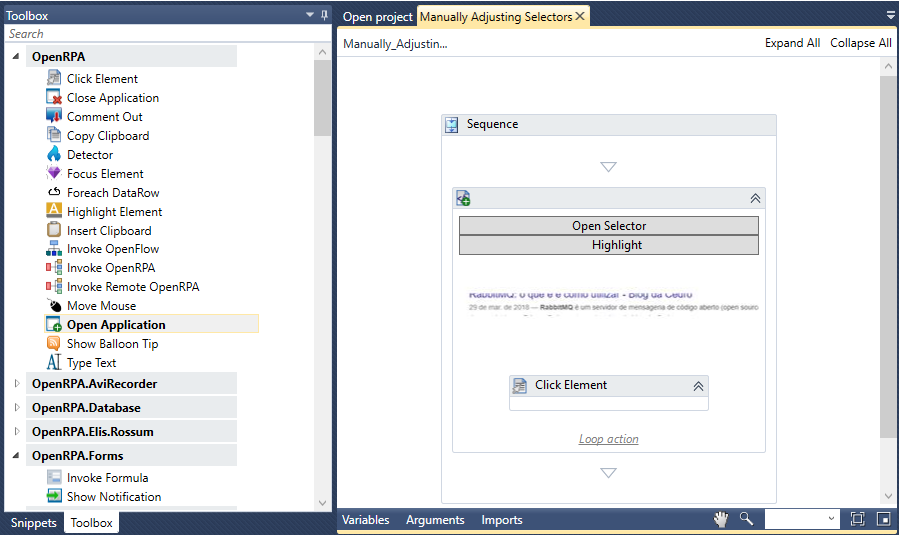 Toolbox
Search
OpenRPA
Click Element
Close Application
Comment Out
Copy Clipboard
Detector
Focus Element
Foreach DataRow
Highlight Element
Insert Clipboard
Invoke OpenFlow
Invoke OpenRPA
Invoke Remote OpenRPA
Move Mouse
Open Application
Show Balloon Tip
Type Text
OpenRPA.AviRecorder
OpenRPA.Database
OpenRPA.Elis.Rossum
OpenRPA.Forms
Invoke Formula
Show Notification
Snippets Toolbox
Open project Manually Adjusting Selectors
Manually_Adjustin... Expand All Collapse All
Sequence
Open Selector
Highlight
RabbitMQ: o que é e como utilizar - Blog da Cedro
29 de mar. de 2018 — RabbitMQ é um servidor de mensageria de código aberto (open sourc
Click Element
Loop action
Variables Arguments Imports